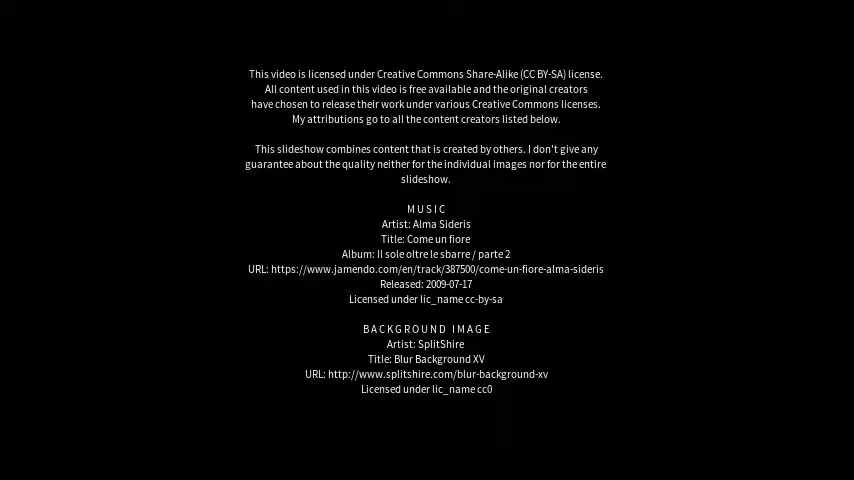 This video is licensed under Creative Commons Share-Alike (CC BY-SA) license.
All content used in this video is free available and the original creators
have chosen to release their work under various Creative Commons licenses.
My attributions go to all the content creators listed below.
This slideshow combines content that is created by others. I don't give any
guarantee about the quality neither for the individual images nor for the entire
slideshow.
MUSIC
Artist: Alma Sideris
Title: Come un fiore
Album: Il sole oltre le sbarre / parte 2
URL: https://www.jamendo.com/en/track/387500/come-un-fiore-alma-sideris
Released: 2009-07-17
Licensed under lic_name cc-by-sa
BACKGROUND IMAGE
Artist: SplitShire
Title: Blur Background XV
URL: http://www.splitshire.com/blur-background-xv
Licensed under lic_name cc0